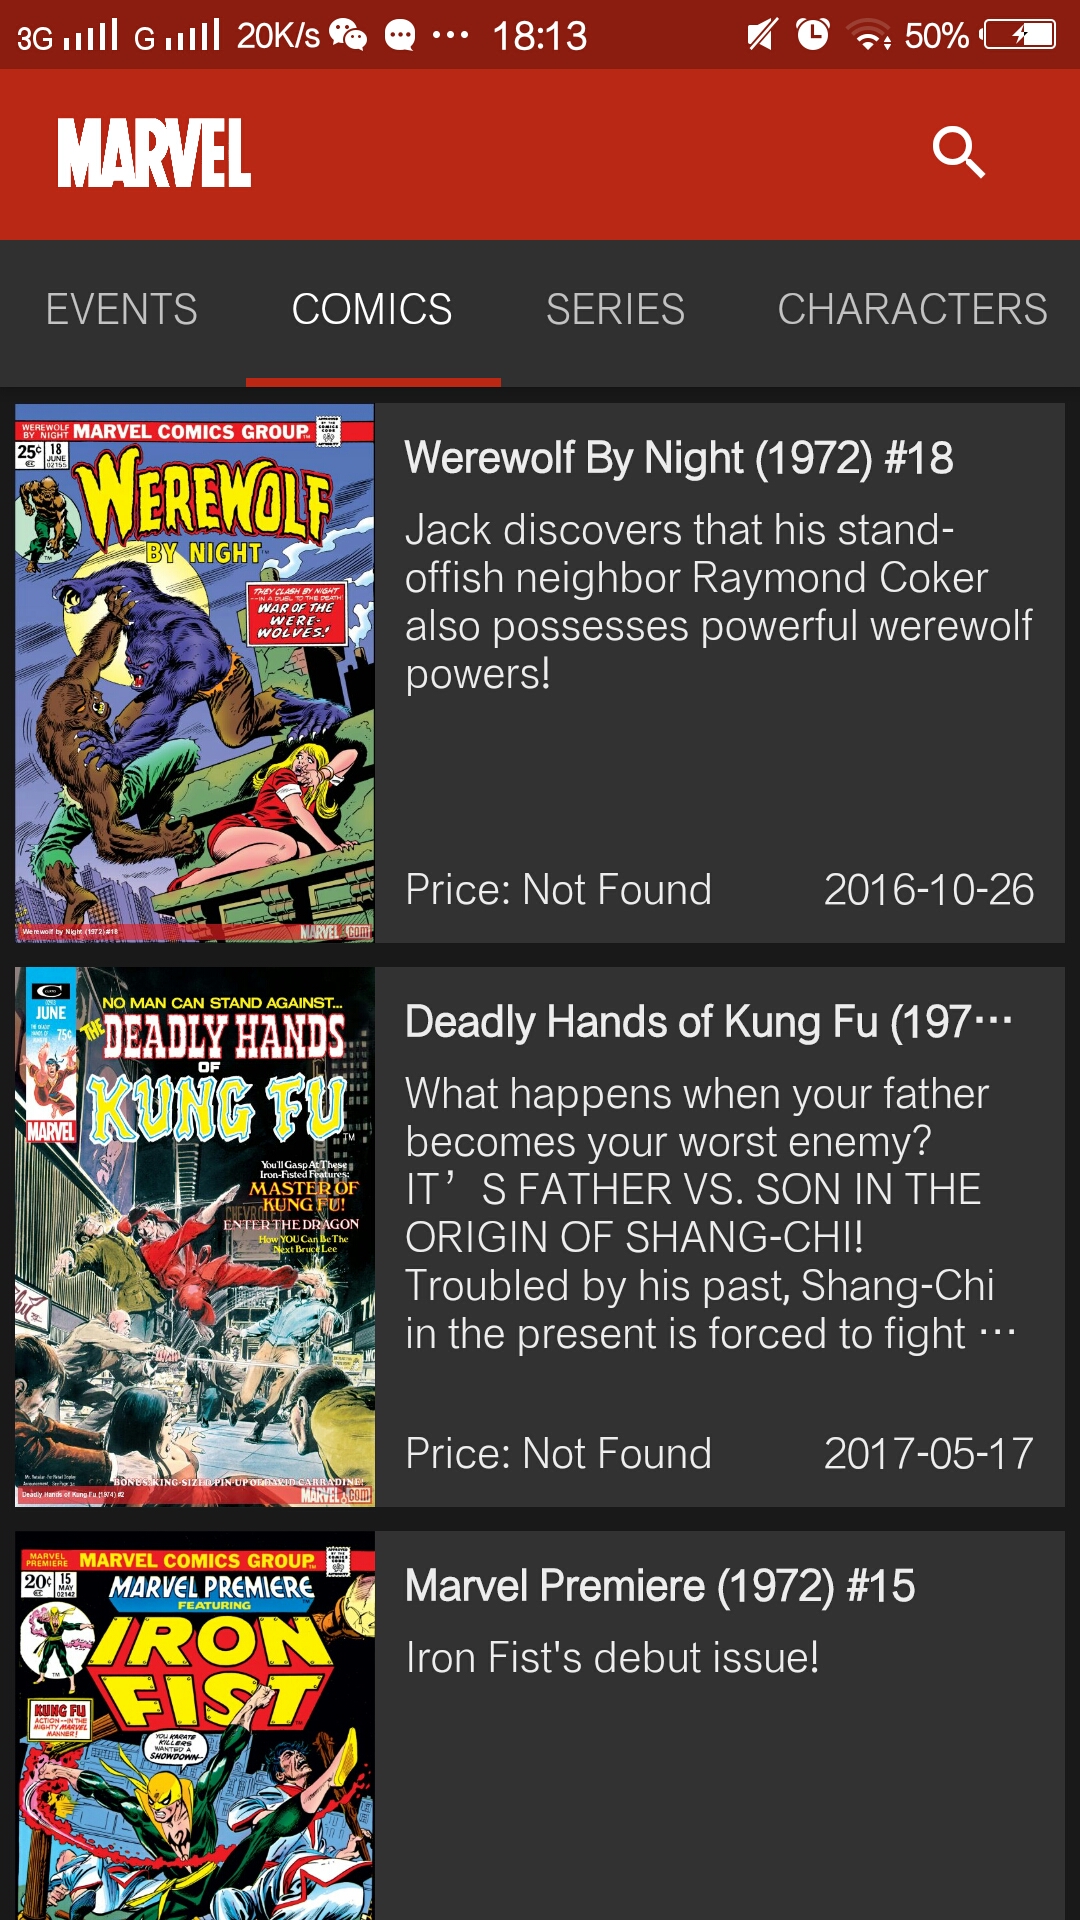 3G G 20K/s 18:13 50%
MARVEL
EVENTS COMICS SERIES CHARACTERS
WEREWOLF BY NIGHT MARVEL COMICS GROUP
25¢ 18 JUNE 02155
WEREWOLF
BY NIGHT
THEY CLASH BY NIGHT
--IN A DUEL TO THE DEATH!
WAR OF THE
WERE-
WOLVES!
Werewolf by Night (1972) #18
MARVEL.com
Werewolf By Night (1972) #18
Jack discovers that his stand-
offish neighbor Raymond Coker
also possesses powerful werewolf
powers!
Price: Not Found 2016-10-26
JUNE
75¢
MARVEL
NO MAN CAN STAND AGAINST...
THE DEADLY HANDS
OF
KUNG FU
You'll Gasp At These
Iron-Fisted Features:
MASTER OF
KUNG FU!
ENTER THE DRAGON
How YOU Can Be The
Next Bruce Lee
BONUS: KING-SIZED PIN-UP OF DAVID CARRADINE!
Deadly Hands of Kung Fu (1974) #2
MARVEL.com
Deadly Hands of Kung Fu (197...
What happens when your father
becomes your worst enemy?
IT’S FATHER VS. SON IN THE
ORIGIN OF SHANG-CHI!
Troubled by his past, Shang-Chi
in the present is forced to fight ...
Price: Not Found 2017-05-17
MARVEL PREMIERE MARVEL COMICS GROUP
20¢ 15 MAY 02142
MARVEL PREMIERE
FEATURING
IRON
FIST
KUNG FU
ACTION--IN THE
MIGHTY MARVEL
MANNER!
YOU KARATE
KILLERS
WANTED A
SHOWDOWN--
Marvel Premiere (1972) #15
Iron Fist's debut issue!